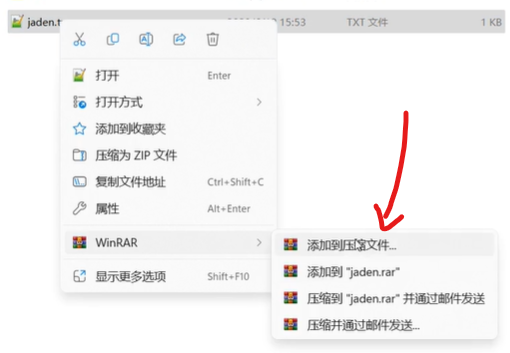 jaden.t
15:53
TXT 文件
1 KB
打开 Enter
打开方式
添加到收藏夹
压缩为 ZIP 文件
复制文件地址 Ctrl+Shift+C
属性 Alt+Enter
WinRAR
添加到压缩文件...
显示更多选项 Shift+F10
添加到 "jaden.rar"
压缩到 "jaden.rar" 并通过邮件发送
压缩并通过邮件发送...